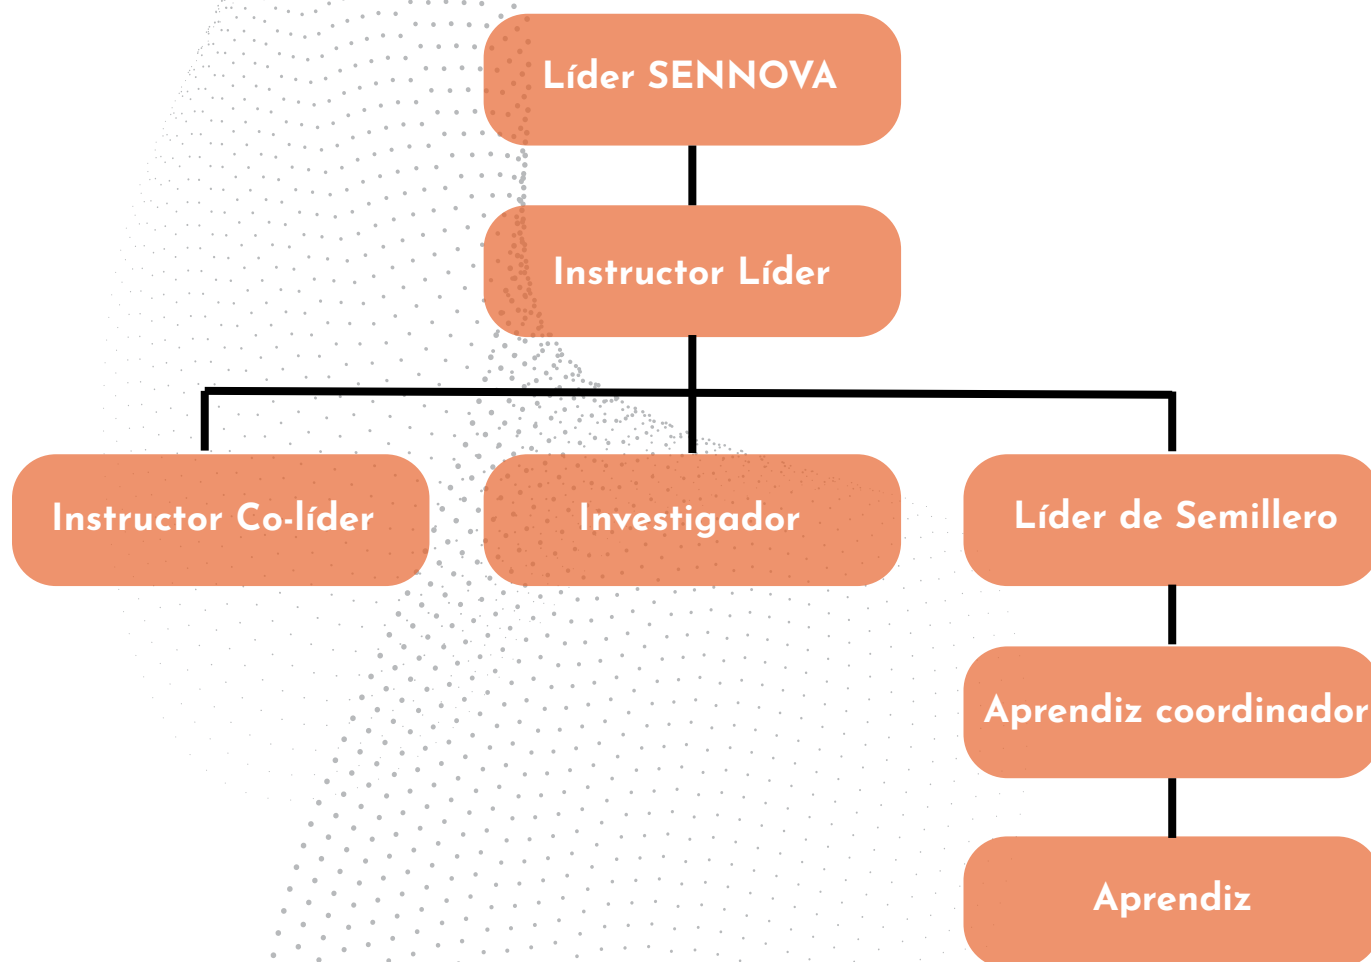 Líder SENNOVA
Instructor Líder
Instructor Co-líder
Investigador
Líder de Semillero
Aprendiz coordinador
Aprendiz